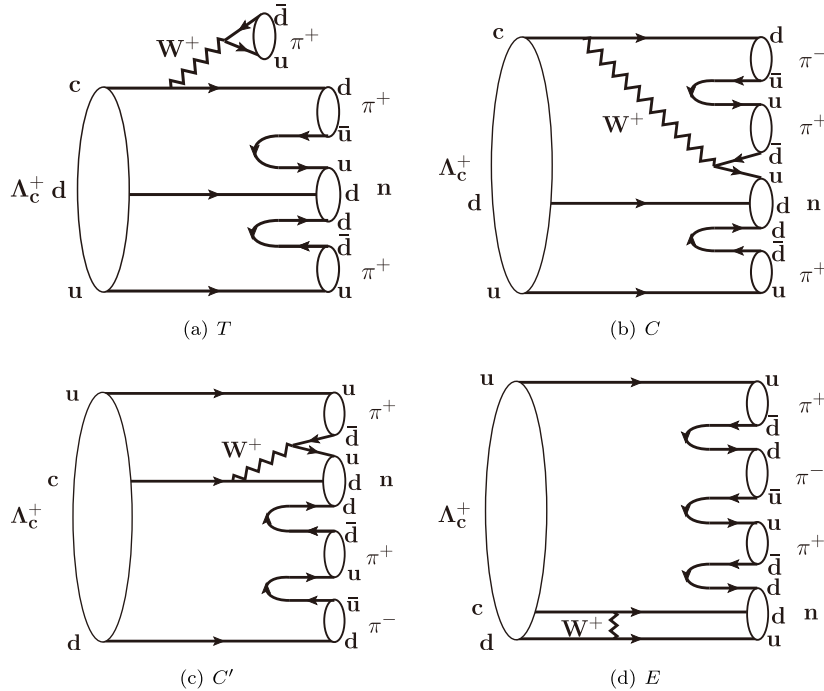 d̄
W⁺ π⁺
u
c d
π⁺
ū
u
Λc⁺ d d n
d
d̄
π⁺
u u
(a) T
c d
π⁻
ū
u
W⁺ π⁺
d̄
Λc⁺ u
d d n
d
d̄
π⁺
u u
(b) C
u u
π⁺
d̄
W⁺ u
c d n
Λc⁺ d
d̄
π⁺
u
ū
π⁻
d d
(c) C′
u u
π⁺
d̄
d
π⁻
ū
Λc⁺ u
π⁺
d̄
d
c d n
W⁺
d u
(d) E